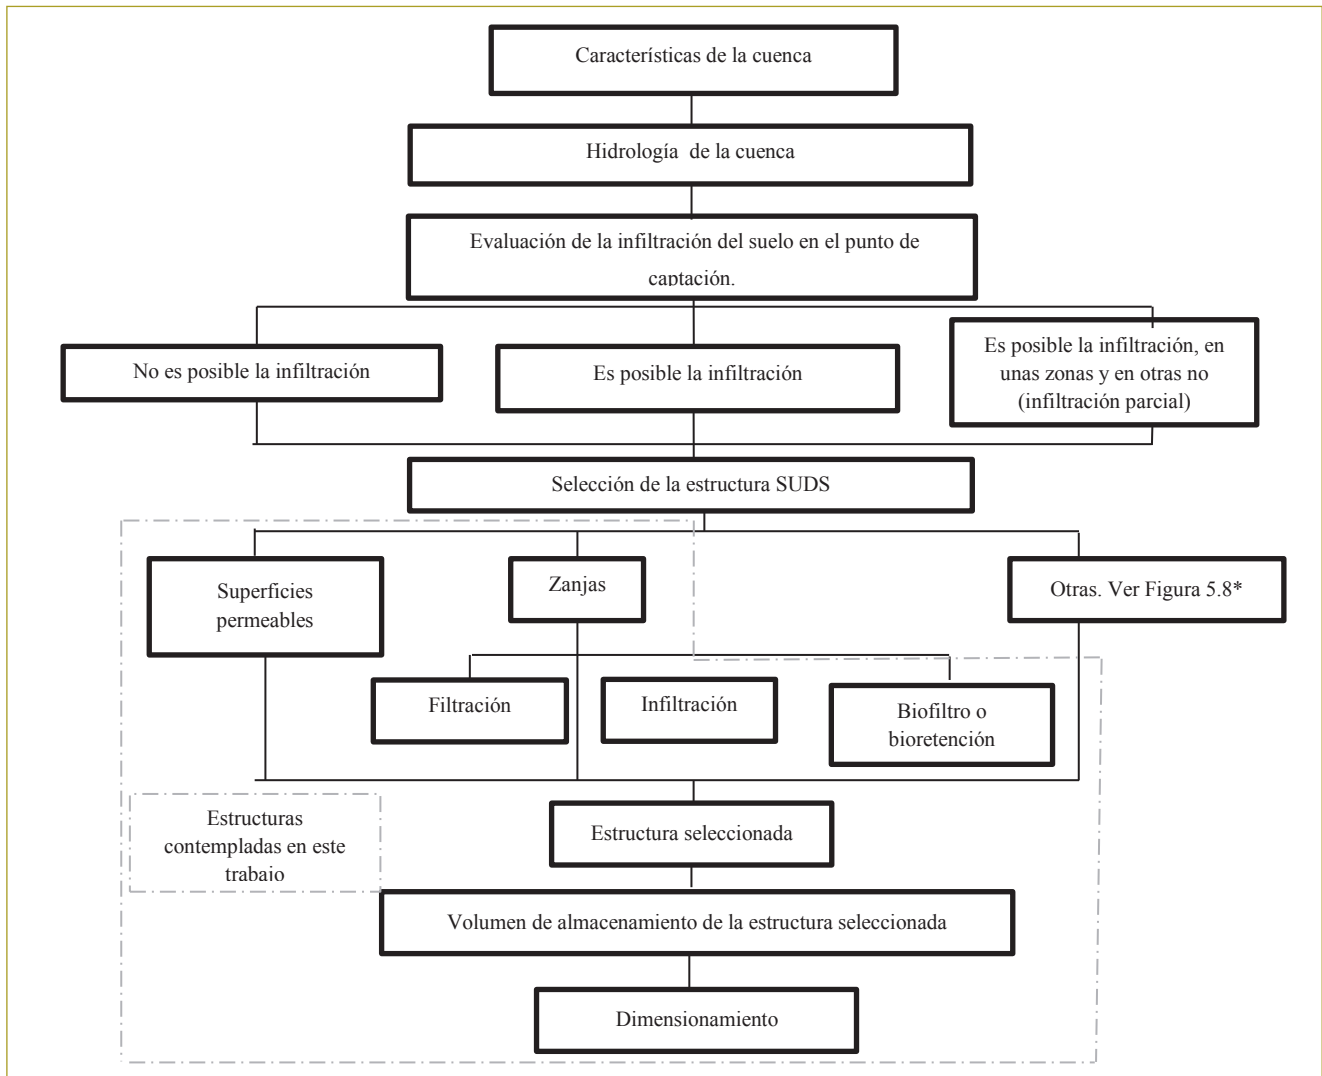 Características de la cuenca
Hidrología de la cuenca
Evaluación de la infiltración del suelo en el punto de
captación.
No es posible la infiltración
Es posible la infiltración
Es posible la infiltración, en
unas zonas y en otras no
(infiltración parcial)
Selección de la estructura SUDS
Superficies
permeables
Zanjas
Otras. Ver Figura 5.8*
Filtración
Infiltración
Biofiltro o
bioretención
Estructuras
contempladas en este
trabajo
Estructura seleccionada
Volumen de almacenamiento de la estructura seleccionada
Dimensionamiento